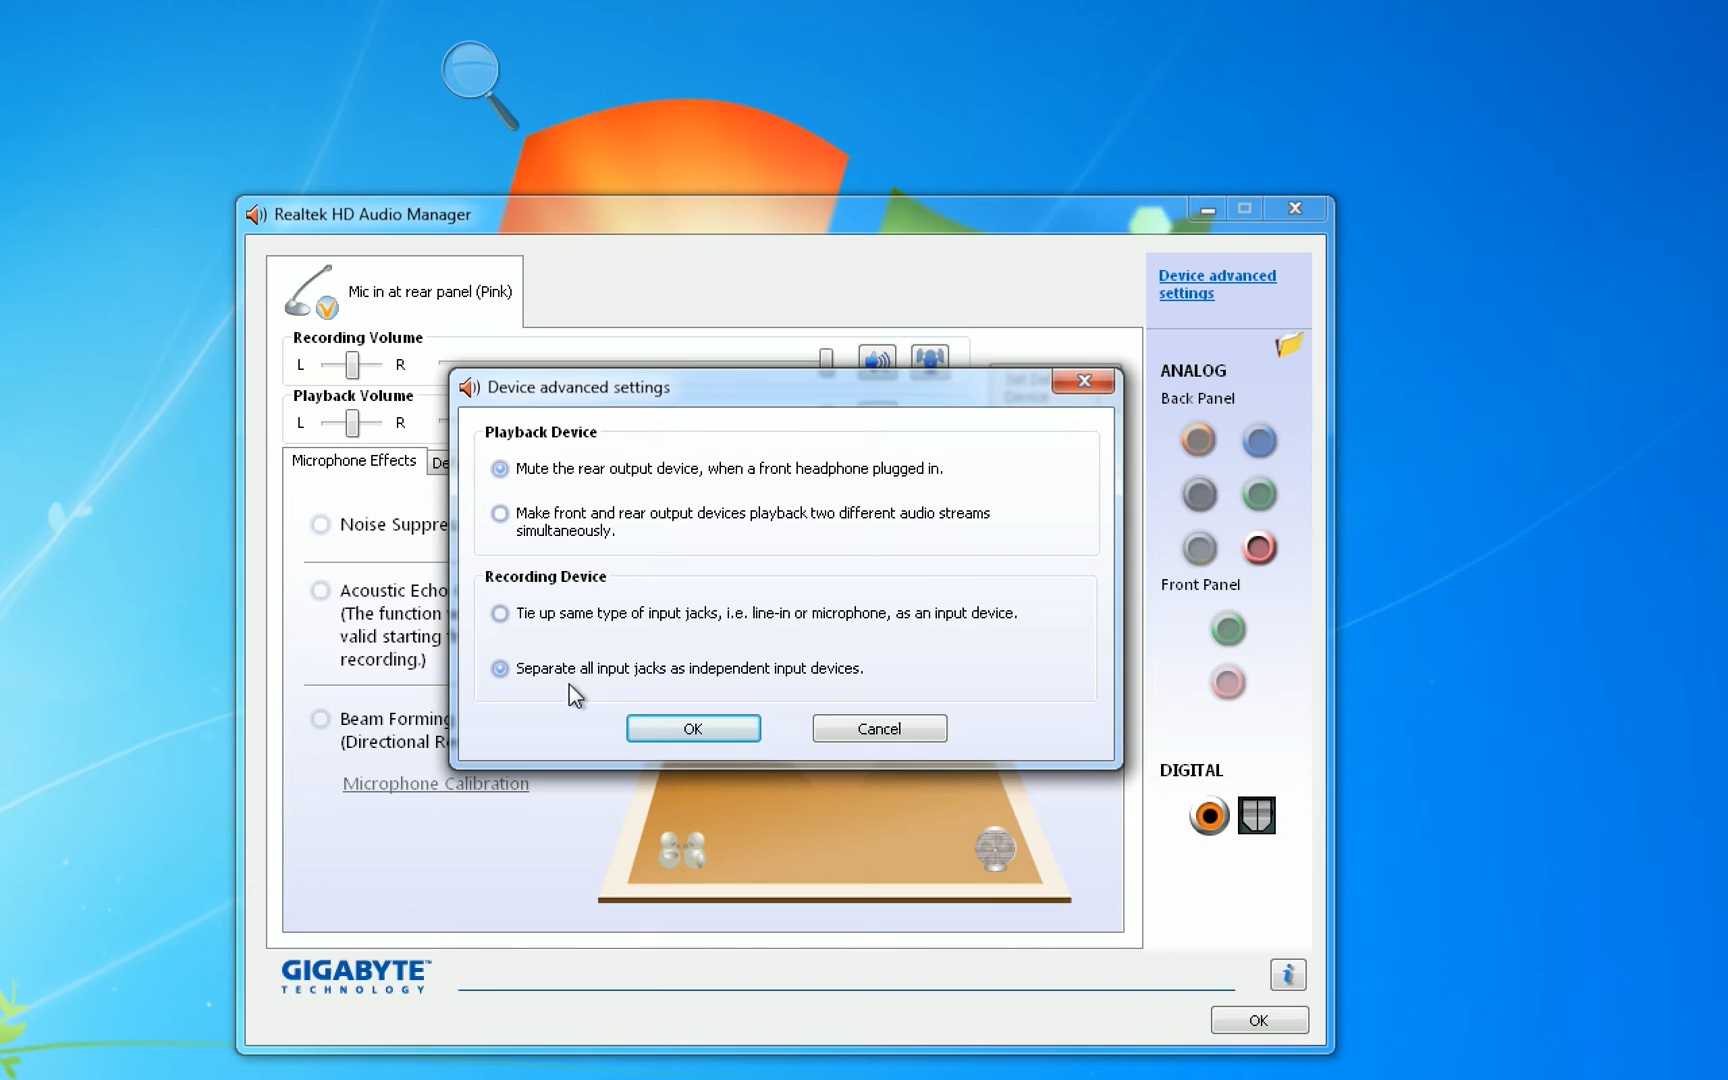 Realtek HD Audio Manager
Mic in at rear panel (Pink)
Device advanced
settings
Recording Volume
L R
Playback Volume
L R
Device advanced settings
Playback Device
Mute the rear output device, when a front headphone plugged in.
Make front and rear output devices playback two different audio streams
simultaneously.
Recording Device
Tie up same type of input jacks, i.e. line-in or microphone, as an input device.
Separate all input jacks as independent input devices.
OK Cancel
Microphone Effects
Noise Suppre
Acoustic Echo
(The function
valid starting
recording.)
Beam Forming
(Directional
Microphone Calibration
ANALOG
Back Panel
Front Panel
DIGITAL
GIGABYTE™
TECHNOLOGY
OK